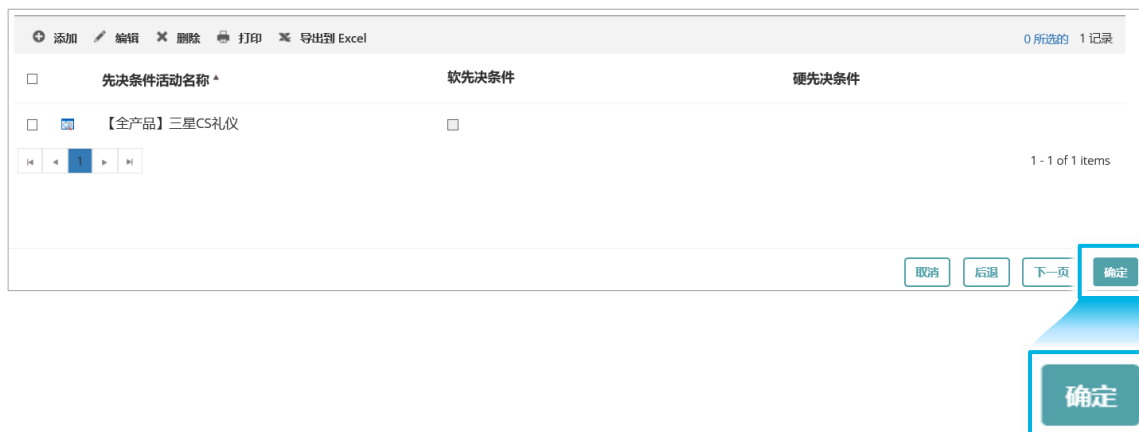 添加 编辑 删除 打印 导出到 Excel 0 所选的 1 记录
先决条件活动名称 软先决条件 硬先决条件
【全产品】三星CS礼仪
1 1 - 1 of 1 items
取消 后退 下一页 确定
确定